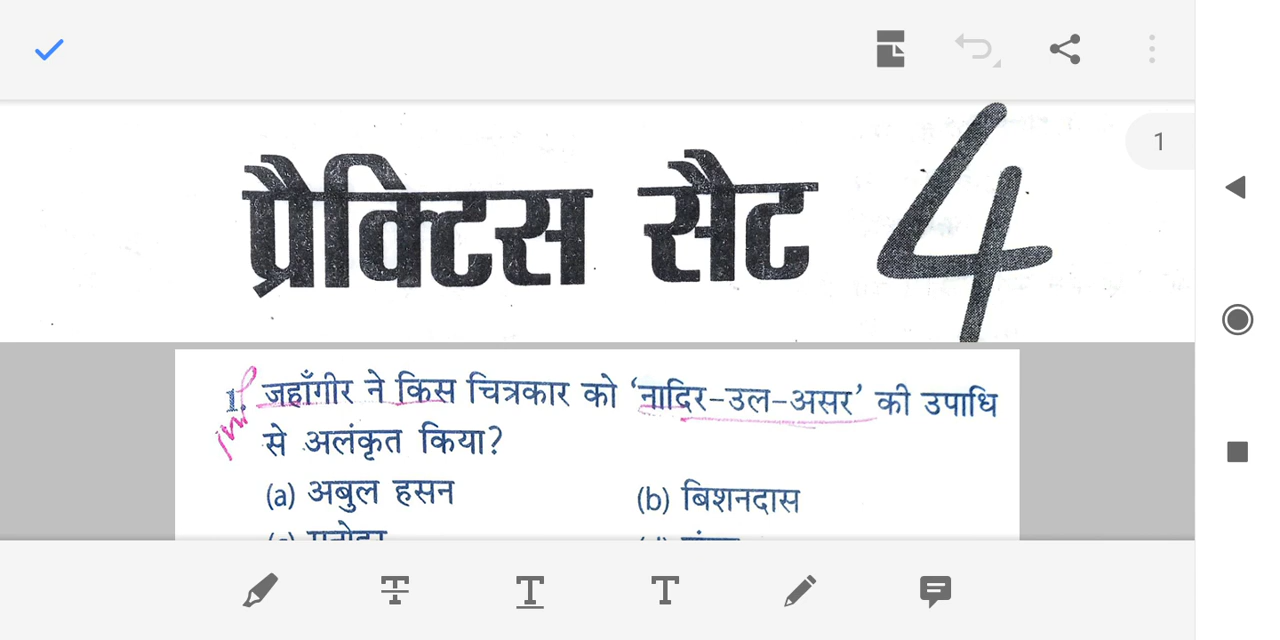 1
प्रैक्टिस सैट 4
1. जहाँगीर ने किस चित्रकार को ‘नादिर-उल-असर’ की उपाधि
से अलंकृत किया?
(a) अबुल हसन (b) बिशनदास